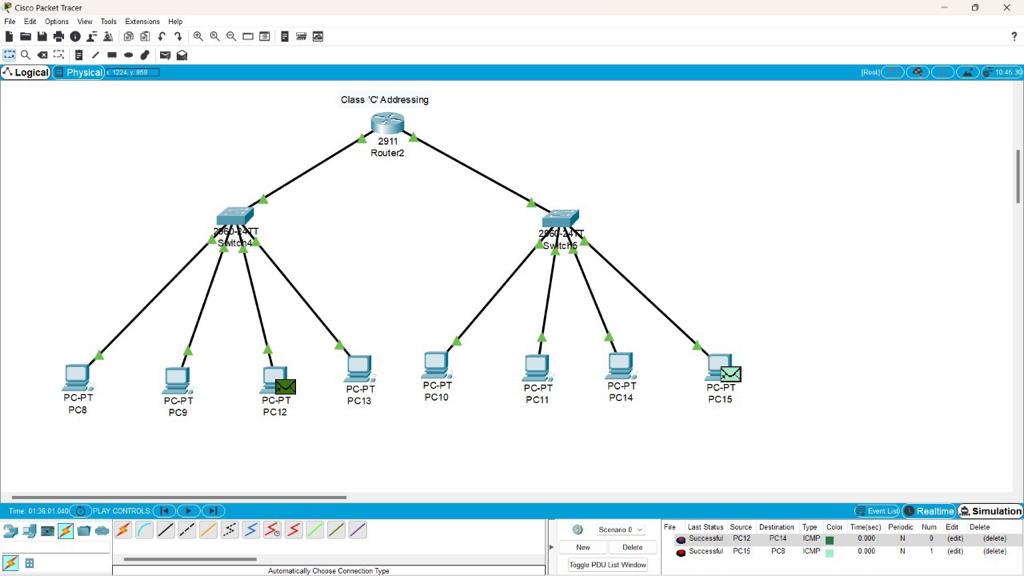 Cisco Packet Tracer
File Edit Options View Tools Extensions Help
?
Logical Physical x: 1224, y: 859 [Root] 10:45:30
Class 'C' Addressing
2911
Router2
2960-24TT
Switch4
2960-24TT
Switch5
PC-PT
PC8
PC-PT
PC9
PC-PT
PC12
PC-PT
PC13
PC-PT
PC10
PC-PT
PC11
PC-PT
PC14
PC-PT
PC15
Time: 01:36:01.040 PLAY CONTROLS: Event List Realtime Simulation
Scenario 0
New Delete
Toggle PDU List Window
Fire Last Status Source Destination Type Color Time(sec) Periodic Num Edit Delete
Successful PC12 PC14 ICMP 0.000 N 0 (edit) (delete)
Successful PC15 PC8 ICMP 0.000 N 1 (edit) (delete)
Automatically Choose Connection Type